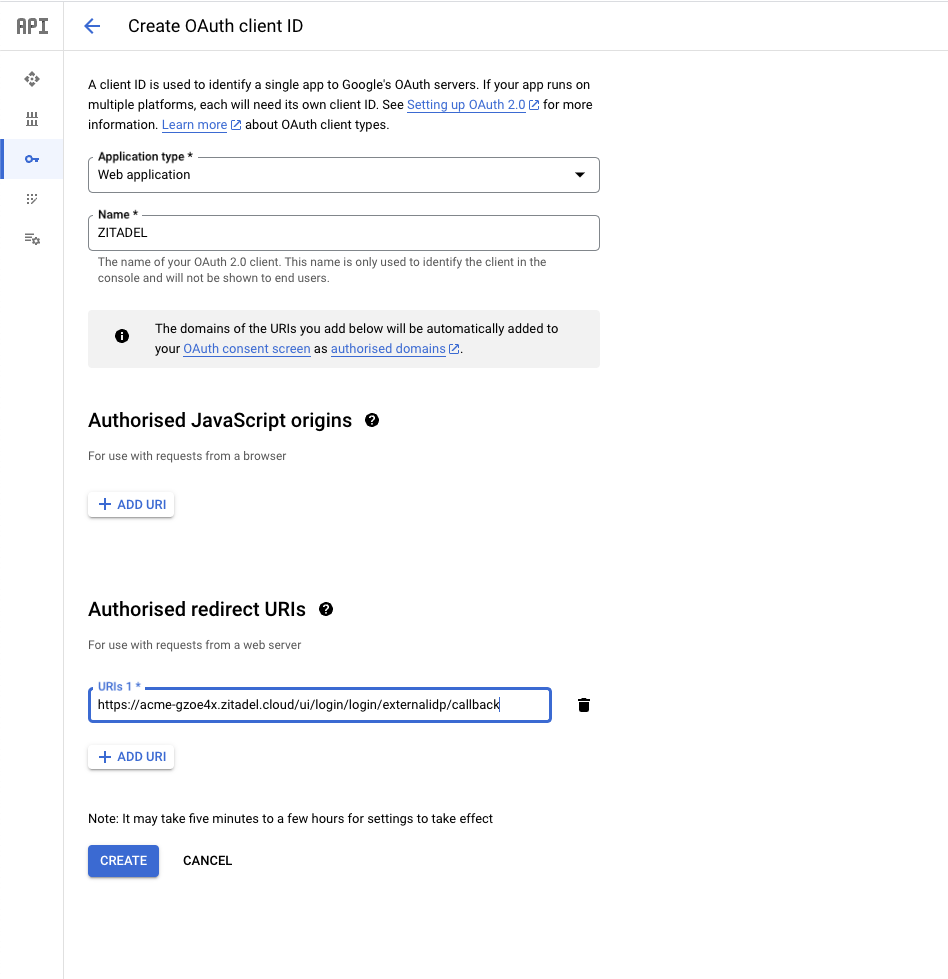 API
Create OAuth client ID
A client ID is used to identify a single app to Google's OAuth servers. If your app runs on
multiple platforms, each will need its own client ID. See Setting up OAuth 2.0 for more
information. Learn more about OAuth client types.
Application type *
Web application
Name *
ZITADEL
The name of your OAuth 2.0 client. This name is only used to identify the client in the
console and will not be shown to end users.
The domains of the URIs you add below will be automatically added to
your OAuth consent screen as authorised domains.
Authorised JavaScript origins
For use with requests from a browser
+ ADD URI
Authorised redirect URIs
For use with requests from a web server
URIs 1 *
https://acme-gzoe4x.zitadel.cloud/ui/login/login/externalidp/callback
+ ADD URI
Note: It may take five minutes to a few hours for settings to take effect
CREATE CANCEL